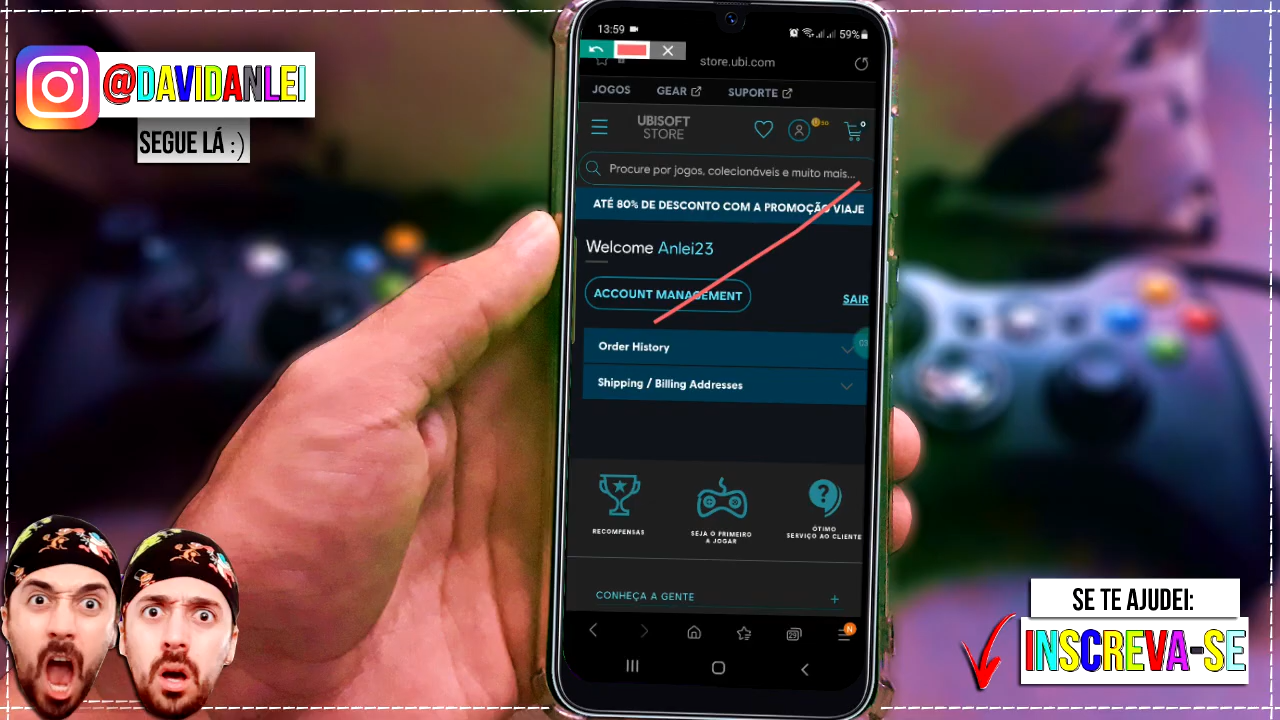 @DAVIDANLEI
SEGUE LÁ :)
13:59
59%
store.ubi.com
JOGOS GEAR SUPORTE
UBISOFT
STORE
0
Procure por jogos, colecionáveis e muito mais...
ATÉ 80% DE DESCONTO COM A PROMOÇÃO VIAJE
Welcome Anlei23
ACCOUNT MANAGEMENT
SAIR
Order History
Shipping / Billing Addresses
RECOMPENSAS
SEJA O PRIMEIRO
A JOGAR
ÓTIMO
SERVIÇO AO CLIENTE
CONHEÇA A GENTE +
29
N
SE TE AJUDEI:
INSCREVA-SE